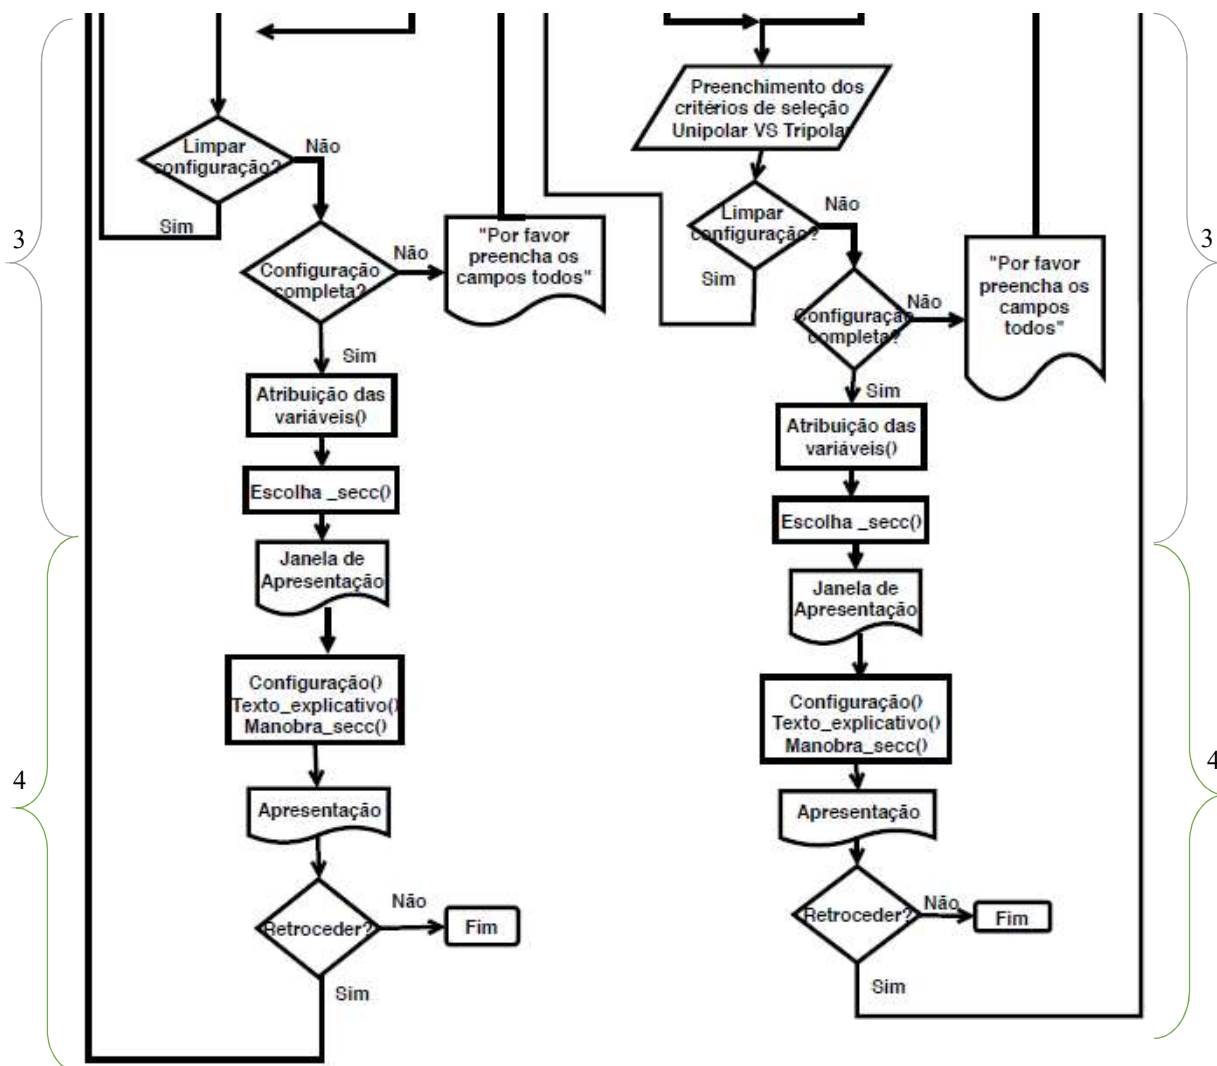 Limpar
configuração?
Não
Sim
3
Configuração
completa?
Não
"Por favor
preencha os
campos todos"
Sim
Atribuição das
variáveis()
Escolha _secc()
Janela de
Apresentação
Configuração()
Texto_explicativo()
Manobra_secc()
4
Apresentação
Retroceder?
Não
Fim
Sim
Preenchimento dos
critérios de seleção
Unipolar VS Tripolar
Limpar
configuração?
Não
Sim
3
Configuração
completa?
Não
"Por favor
preencha os
campos
todos"
Sim
Atribuição das
variáveis()
Escolha _secc()
Janela de
Apresentação
Configuração()
Texto_explicativo()
Manobra_secc()
4
Apresentação
Retroceder?
Não
Fim
Sim